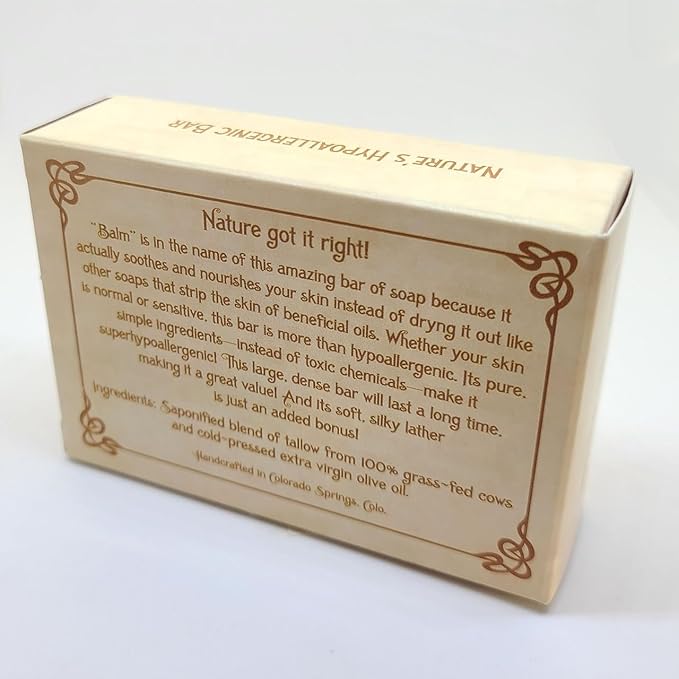 Nature's Hypoallergenic Bar
Nature got it right!
"Balm" is in the name of this amazing bar of soap because it
actually soothes and nourishes your skin instead of dryng it out like
other soaps that strip the skin of beneficial oils. Whether your skin
is normal or sensitive, this bar is more than hypoallergenic. Its pure,
simple ingredients—instead of toxic chemicals—make it
superhypoallergenic! This large, dense bar will last a long time,
making it a great value! And its soft, silky lather
is just an added bonus!
Ingredients: Saponified blend of tallow from 100% grass-fed cows
and cold-pressed extra virgin olive oil.
Handcrafted in Colorado Springs, Colo.